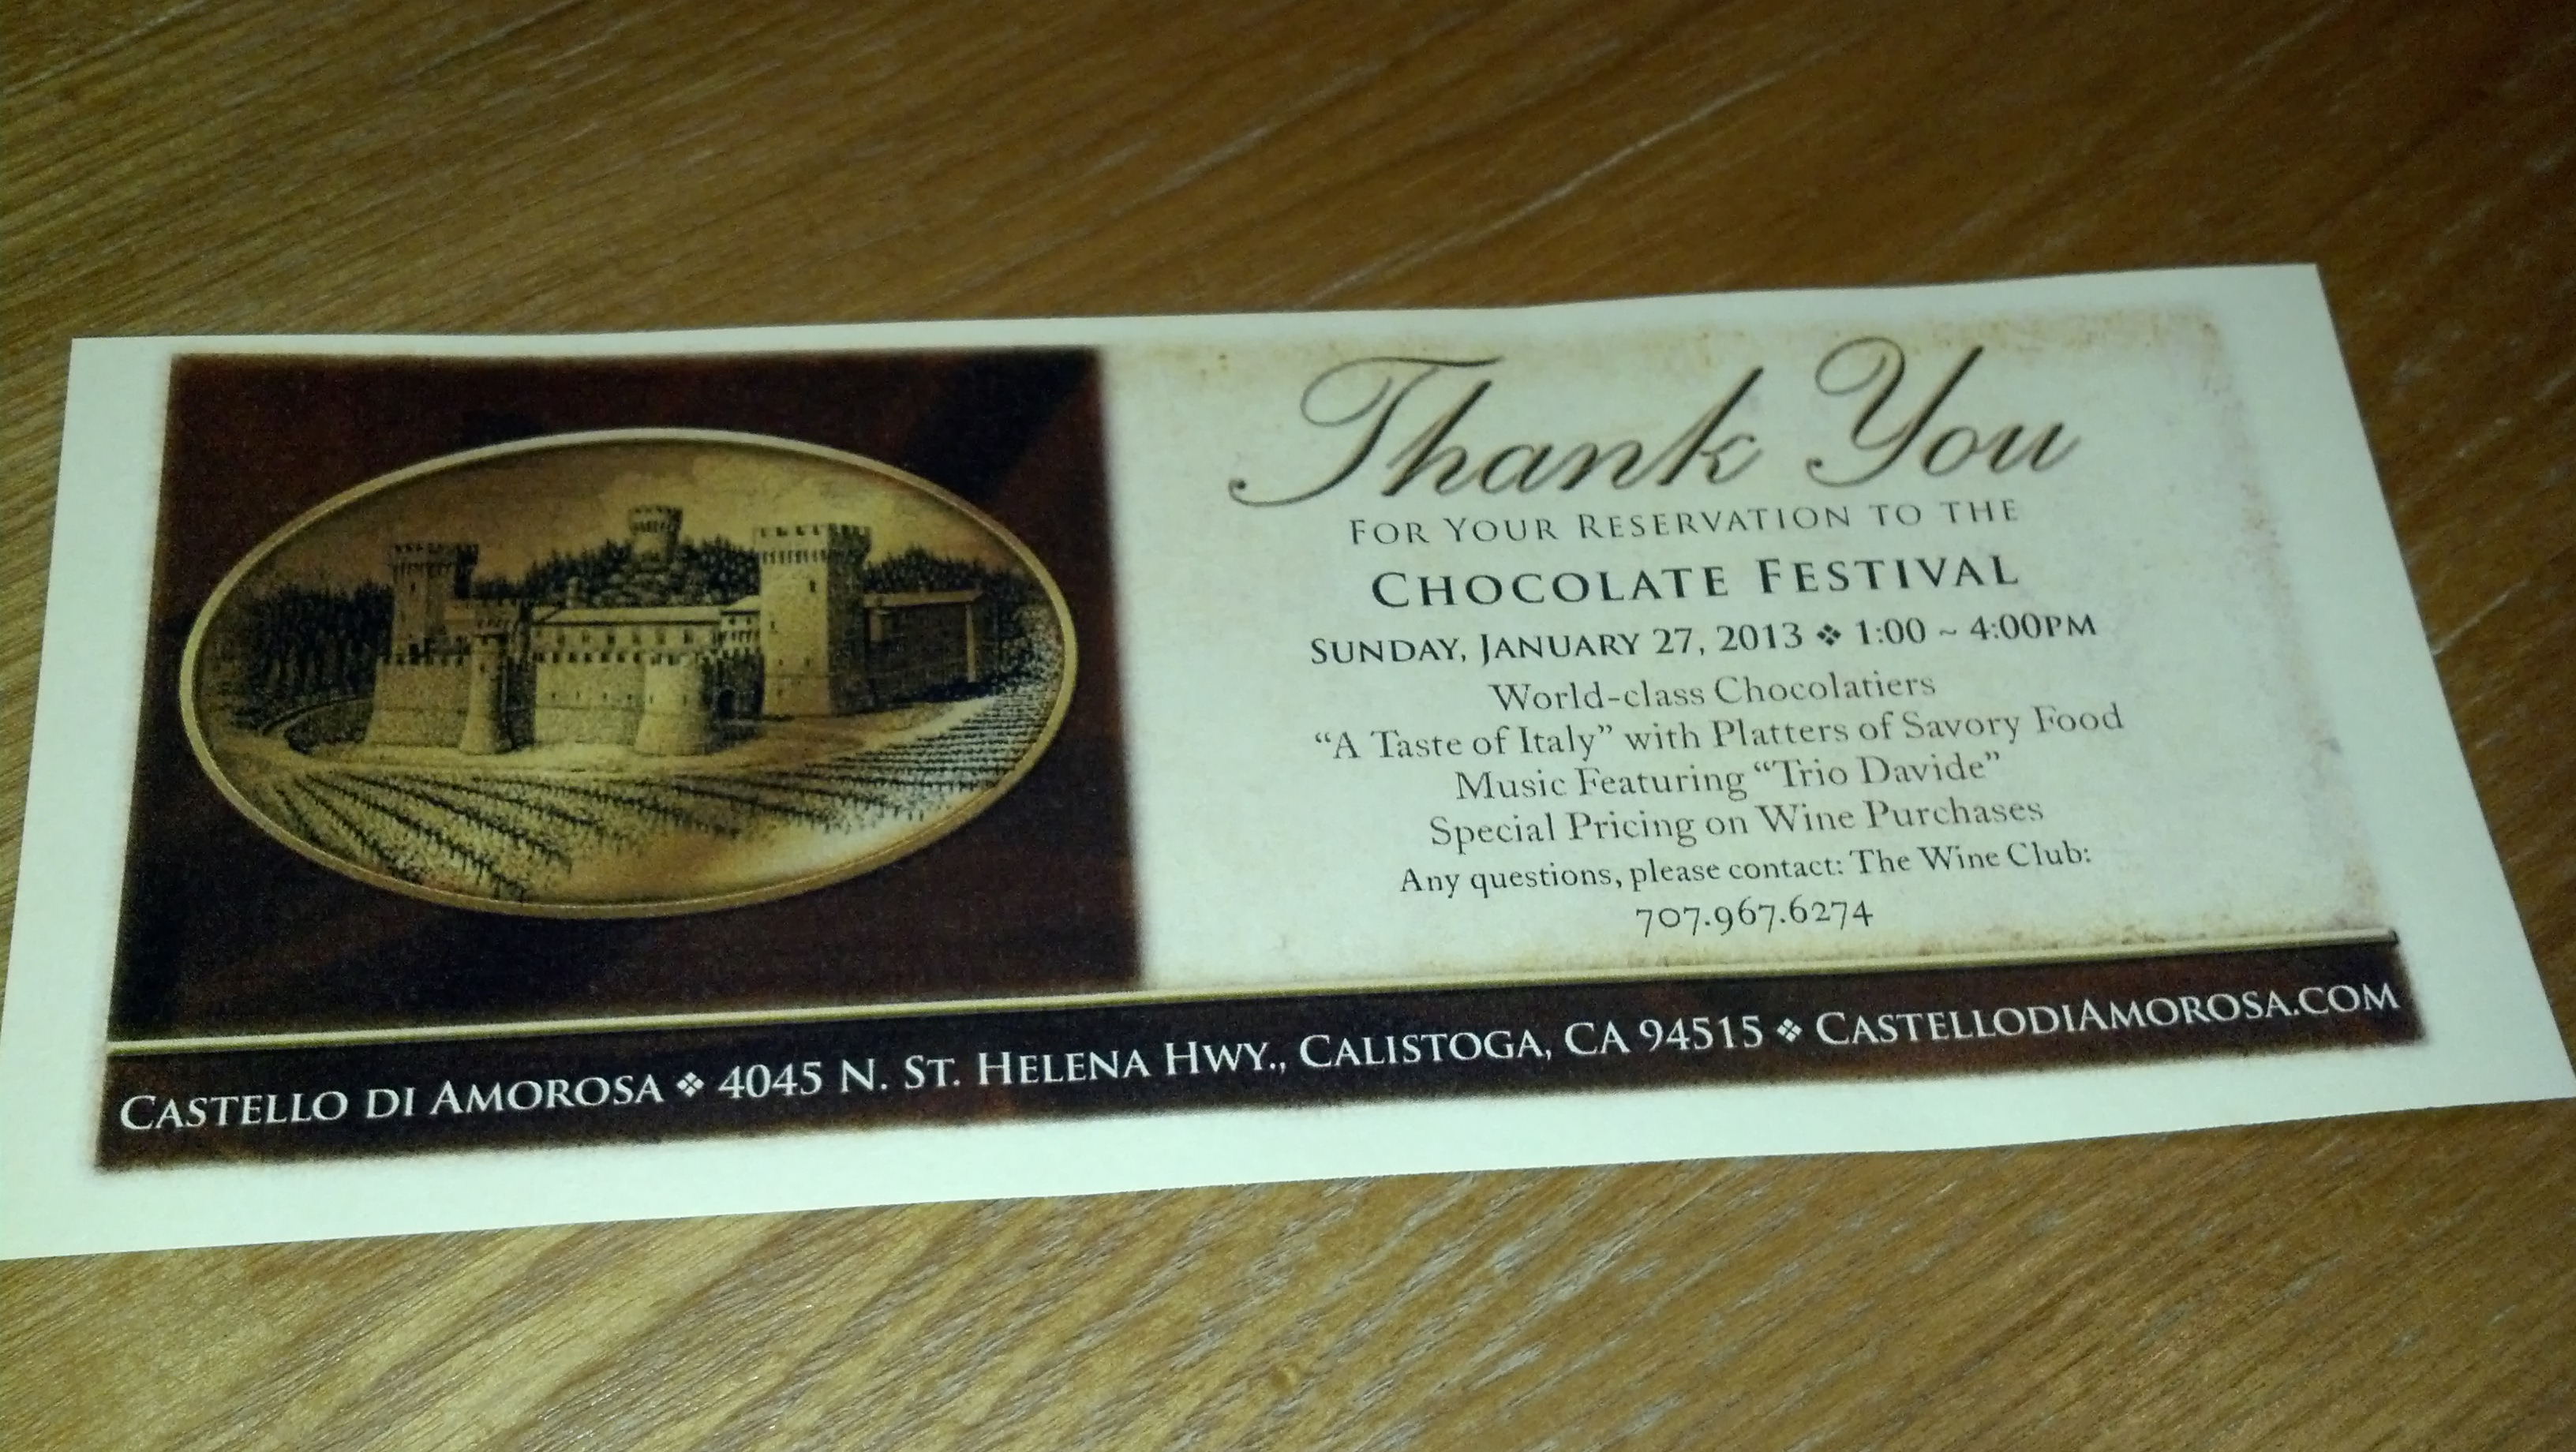 Thank You
For Your Reservation to the
Chocolate Festival
Sunday, January 27, 2013 ❖ 1:00 ~ 4:00pm
World-class Chocolatiers
“A Taste of Italy” with Platters of Savory Food
Music Featuring “Trio Davide”
Special Pricing on Wine Purchases
Any questions, please contact: The Wine Club:
707.967.6274
Castello di Amorosa ❖ 4045 N. St. Helena Hwy., Calistoga, CA 94515 ❖ CastellodiAmorosa.com